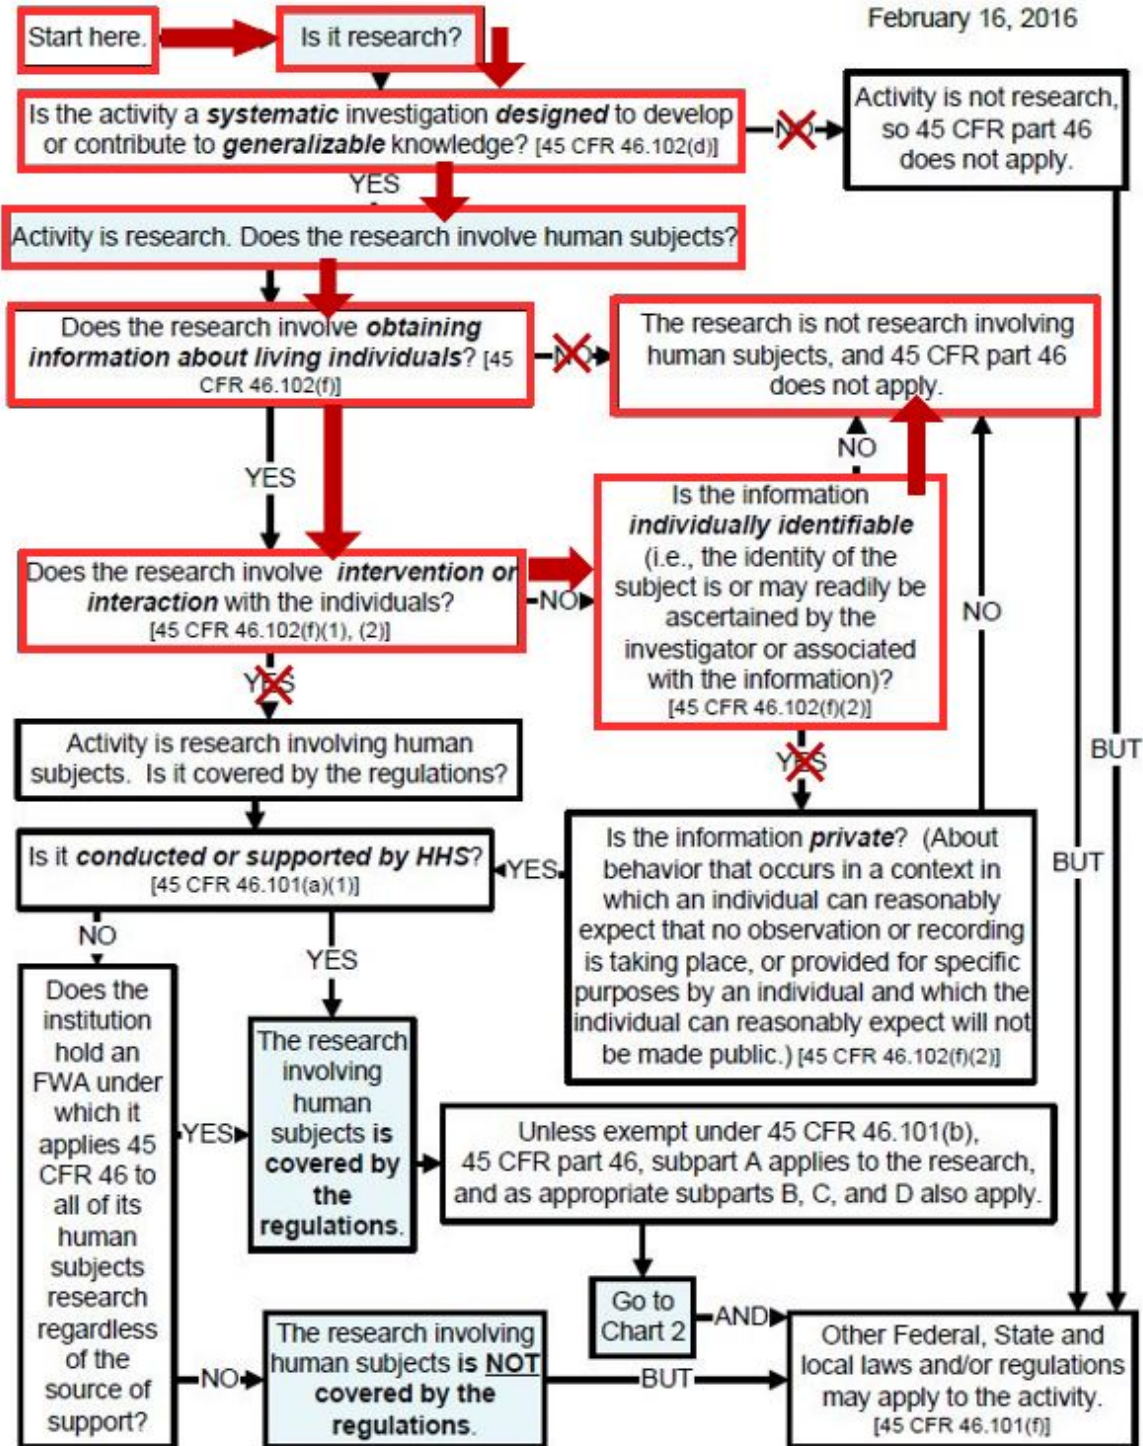 February 16, 2016
Start here.
Is it research?
Is the activity a systematic investigation designed to develop
or contribute to generalizable knowledge? [45 CFR 46.102(d)]
NO
Activity is not research,
so 45 CFR part 46
does not apply.
YES
Activity is research. Does the research involve human subjects?
Does the research involve obtaining
information about living individuals? [45
CFR 46.102(f)]
NO
The research is not research involving
human subjects, and 45 CFR part 46
does not apply.
YES
NO
Is the information
individually identifiable
(i.e., the identity of the
subject is or may readily be
ascertained by the
investigator or associated
with the information)?
[45 CFR 46.102(f)(2)]
NO
Does the research involve intervention or
interaction with the individuals?
[45 CFR 46.102(f)(1), (2)]
NO
YES
YES
BUT
Activity is research involving human
subjects. Is it covered by the regulations?
Is the information private? (About
behavior that occurs in a context in
which an individual can reasonably
expect that no observation or recording
is taking place, or provided for specific
purposes by an individual and which the
individual can reasonably expect will not
be made public.) [45 CFR 46.102(f)(2)]
BUT
Is it conducted or supported by HHS?
[45 CFR 46.101(a)(1)]
YES
NO
YES
Does the
institution
hold an
FWA under
which it
applies 45
CFR 46 to
all of its
human
subjects
research
regardless
of the
source of
support?
YES
The research
involving
human
subjects is
covered by
the
regulations.
Unless exempt under 45 CFR 46.101(b),
45 CFR part 46, subpart A applies to the research,
and as appropriate subparts B, C, and D also apply.
Go to
Chart 2
AND
NO
The research involving
human subjects is NOT
covered by the
regulations.
BUT
Other Federal, State and
local laws and/or regulations
may apply to the activity.
[45 CFR 46.101(f)]